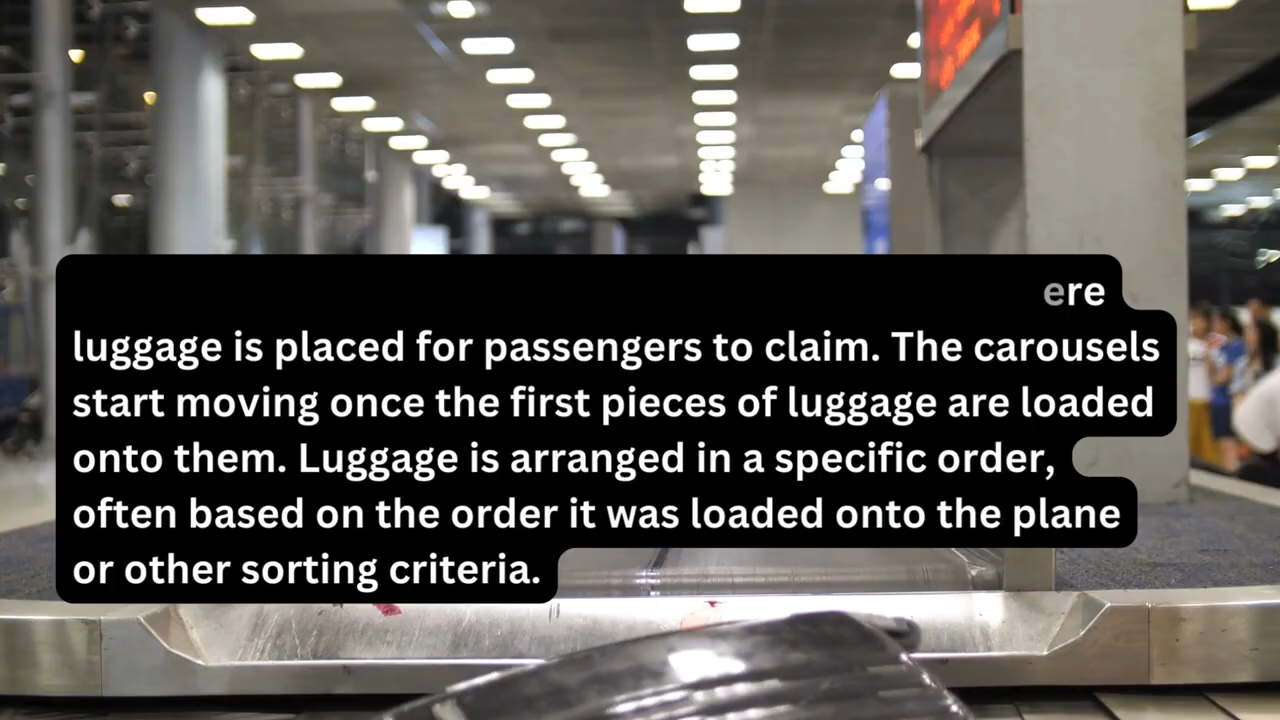 ere
luggage is placed for passengers to claim. The carousels
start moving once the first pieces of luggage are loaded
onto them. Luggage is arranged in a specific order,
often based on the order it was loaded onto the plane
or other sorting criteria.